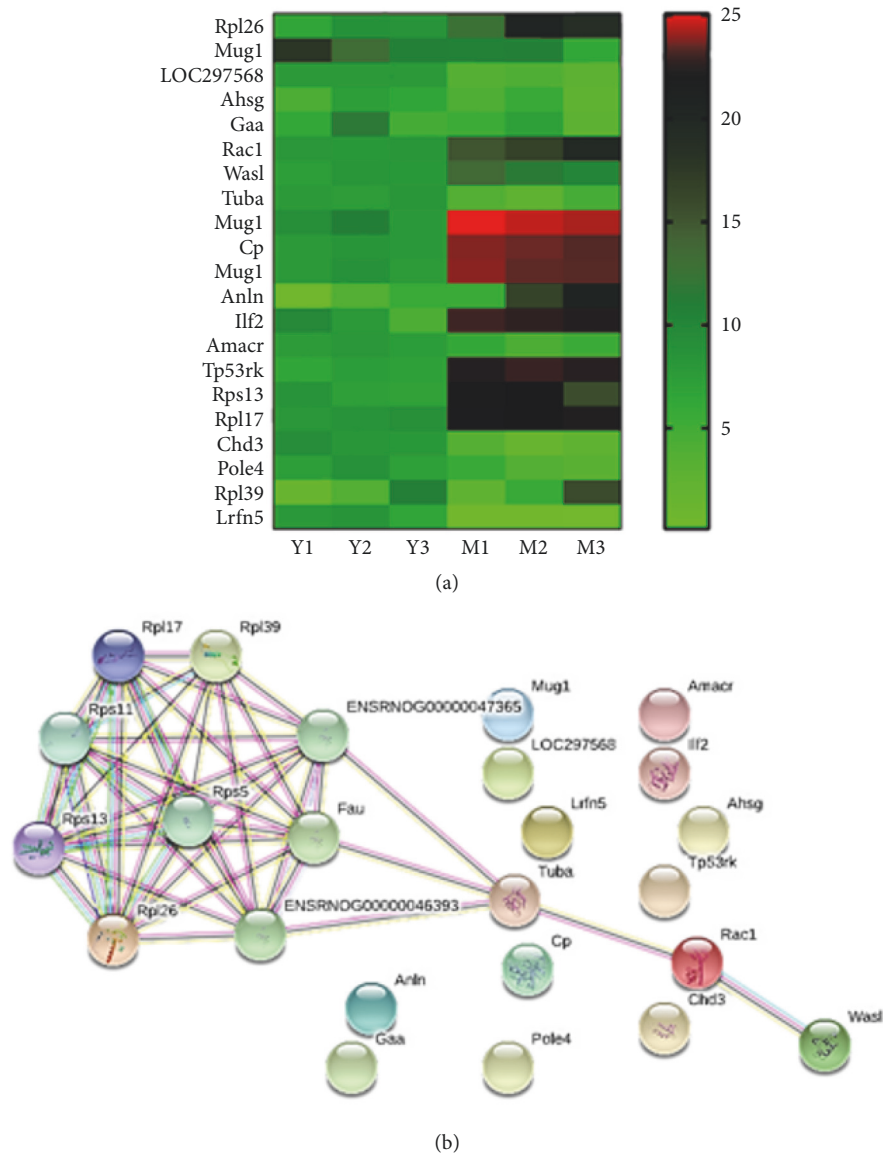 Rpl26
Mug1
LOC297568
Ahsg
Gaa
Rac1
Wasl
Tuba
Mug1
Cp
Mug1
Anln
Ilf2
Amacr
Tp53rk
Rps13
Rpl17
Chd3
Pole4
Rpl39
Lrfn5
Y1 Y2 Y3 M1 M2 M3
25
20
15
10
5
(a)
Rpl17
Rpl39
Rps11
ENSRNOG00000047365
Rps5
Fau
Rps13
Rpl26
ENSRNOG00000046393
Mug1
Amacr
LOC297568
Ilf2
Lrfn5
Ahsg
Tuba
Tp53rk
Cp
Rac1
Anln
Chd3
Wasl
Gaa
Pole4
(b)